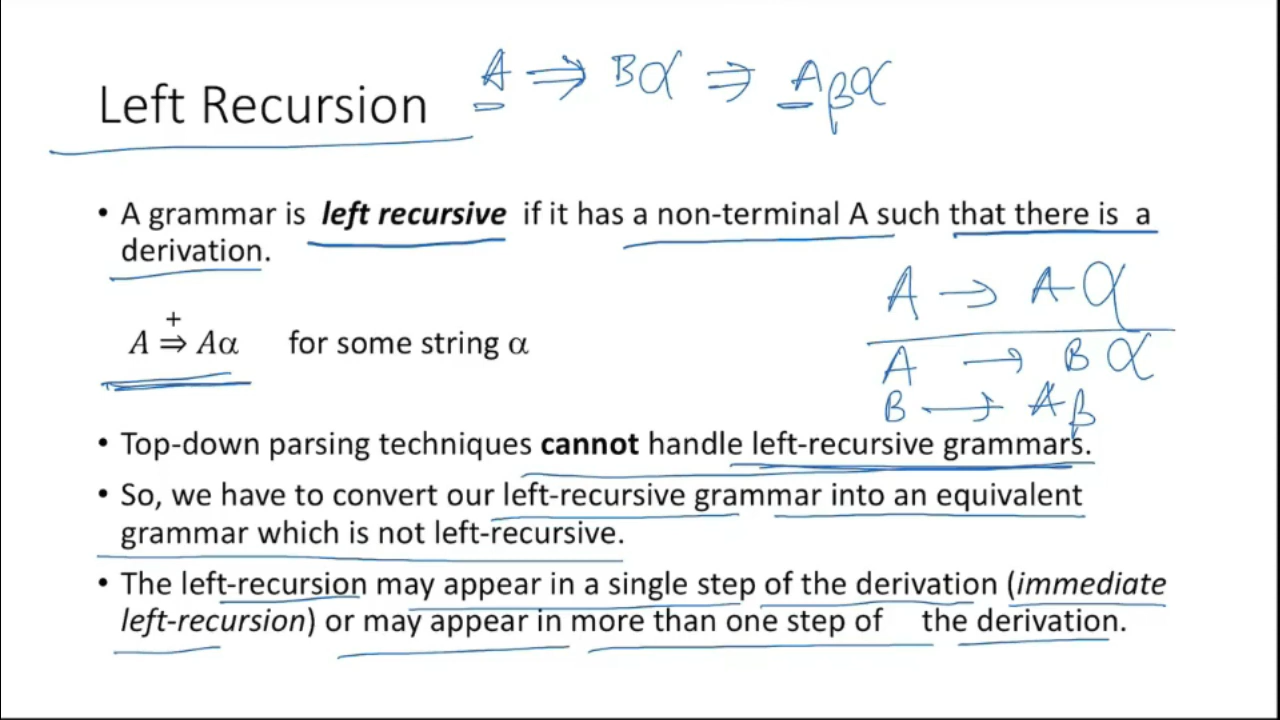 A ⇒ Bα ⇒ Aβα
Left Recursion
• A grammar is left recursive if it has a non-terminal A such that there is a
derivation.
A → Aα
A ⇒+ Aα for some string α
A → Bα
B → Aβ
• Top-down parsing techniques cannot handle left-recursive grammars.
• So, we have to convert our left-recursive grammar into an equivalent
grammar which is not left-recursive.
• The left-recursion may appear in a single step of the derivation (immediate
left-recursion) or may appear in more than one step of the derivation.